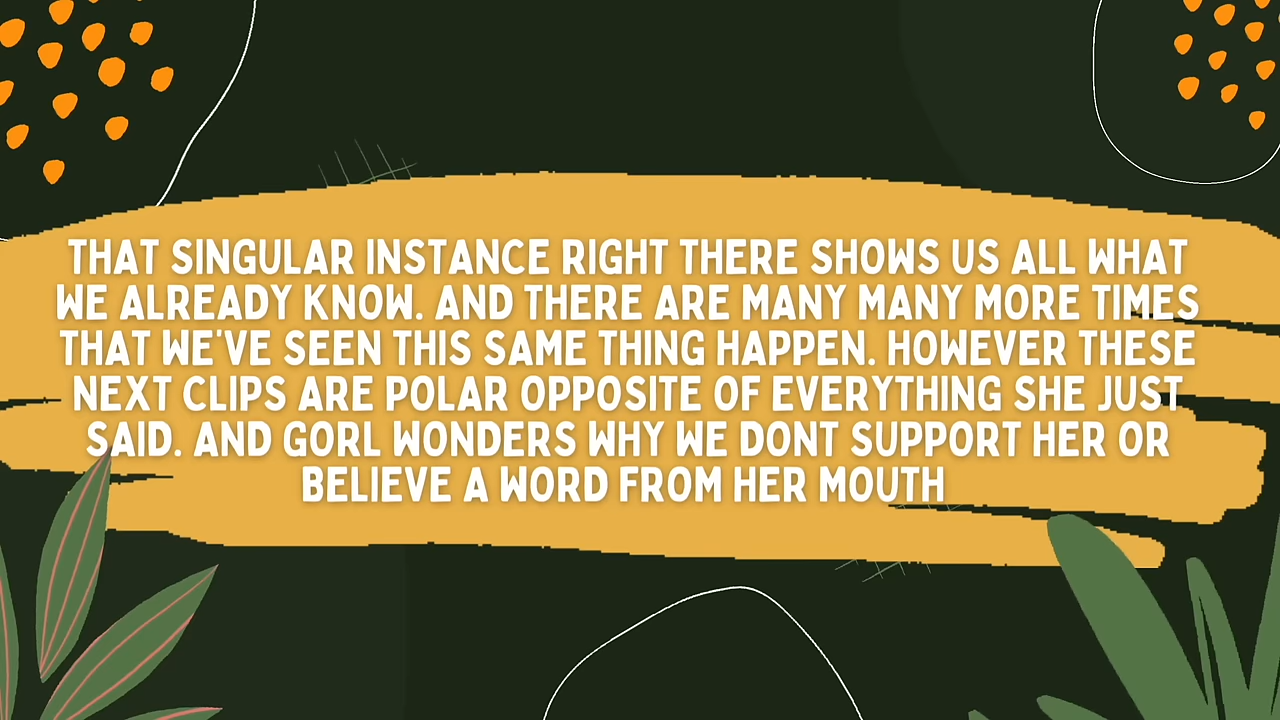 THAT SINGULAR INSTANCE RIGHT THERE SHOWS US ALL WHAT
WE ALREADY KNOW. AND THERE ARE MANY MANY MORE TIMES
THAT WE'VE SEEN THIS SAME THING HAPPEN. HOWEVER THESE
NEXT CLIPS ARE POLAR OPPOSITE OF EVERYTHING SHE JUST
SAID. AND GORL WONDERS WHY WE DONT SUPPORT HER OR
BELIEVE A WORD FROM HER MOUTH